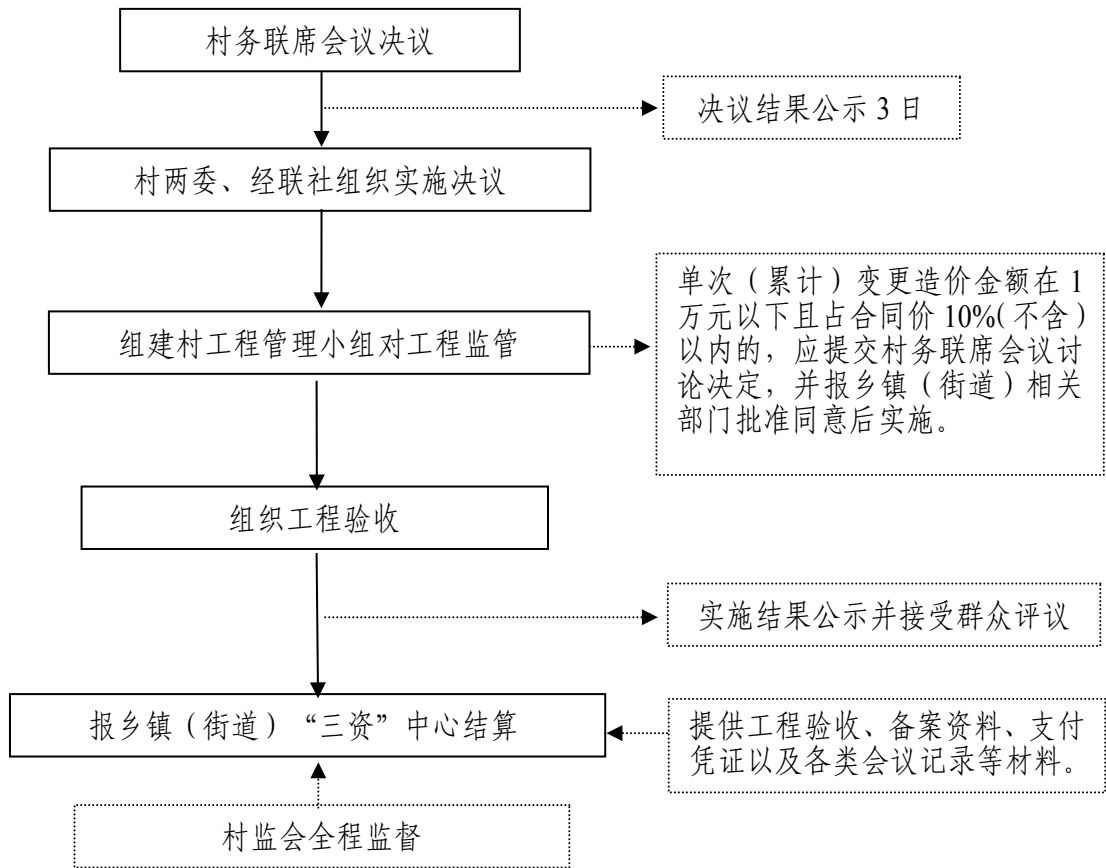 村务联席会议决议
决议结果公示 3 日
村两委、经联社组织实施决议
单次（累计）变更造价金额在 1
万元以下且占合同价 10%（不含）
以内的，应提交村务联席会议讨
论决定，并报乡镇（街道）相关
部门批准同意后实施。
组建村工程管理小组对工程监管
组织工程验收
实施结果公示并接受群众评议
报乡镇（街道）“三资”中心结算
提供工程验收、备案资料、支付
凭证以及各类会议记录等材料。
村监会全程监督